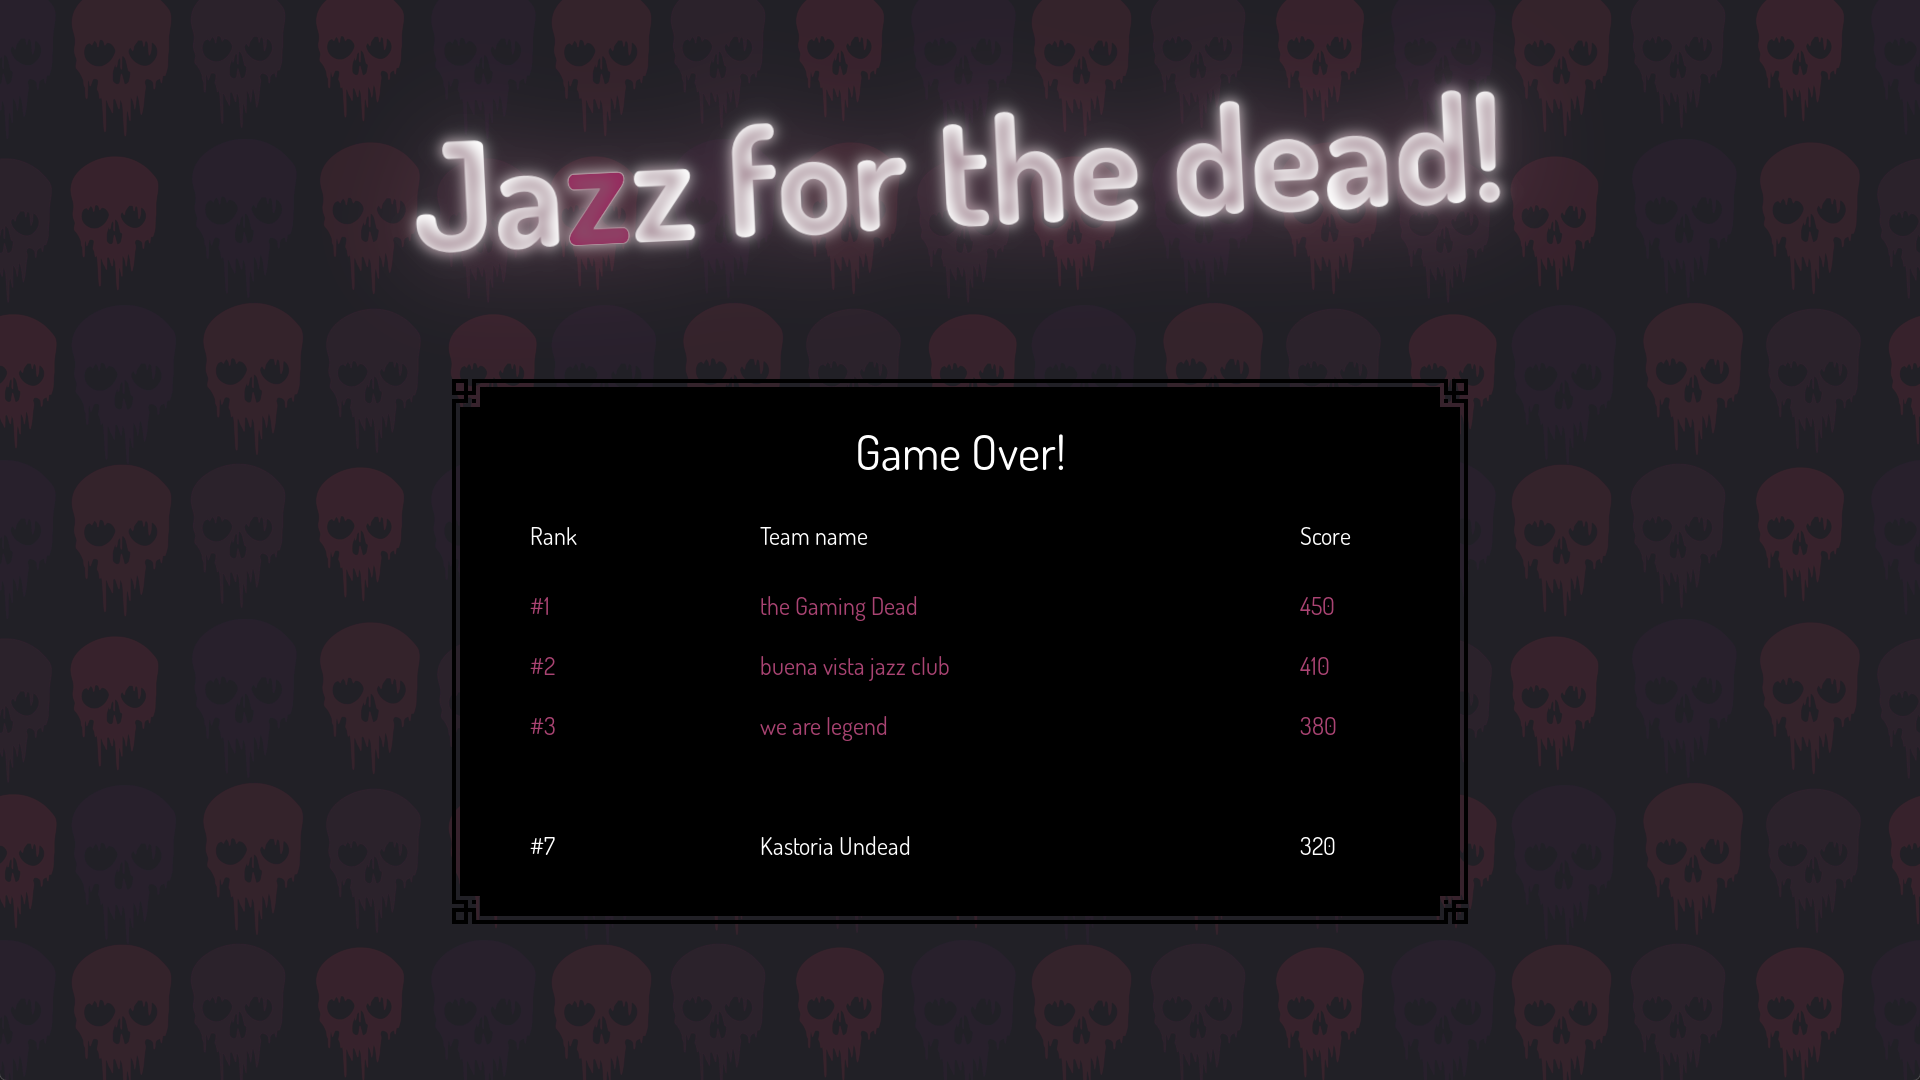 Jazz for the dead!
Game Over!
Rank Team name Score
#1 the Gaming Dead 450
#2 buena vista jazz club 410
#3 we are legend 380
#7 Kastoria Undead 320